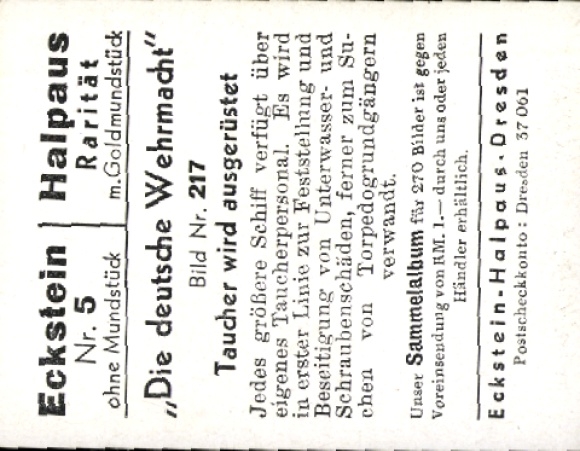 Eckstein | Halpaus
Nr. 5 | Rarität
ohne Mundstück | m. Goldmundstück
„Die deutsche Wehrmacht"
Bild Nr. 217
Taucher wird ausgerüstet
Jedes größere Schiff verfügt über
eigenes Taucherpersonal. Es wird
in erster Linie zur Feststellung und
Beseitigung von Unterwasser- und
Schraubenschäden, ferner zum Su-
chen von Torpedogrundgängern
verwandt.
Unser Sammelalbum für 270 Bilder ist gegen
Voreinsendung von RM. 1.— durch uns oder jeden
Händler erhältlich.
Eckstein-Halpaus·Dresden
Postscheckkonto: Dresden 37 061